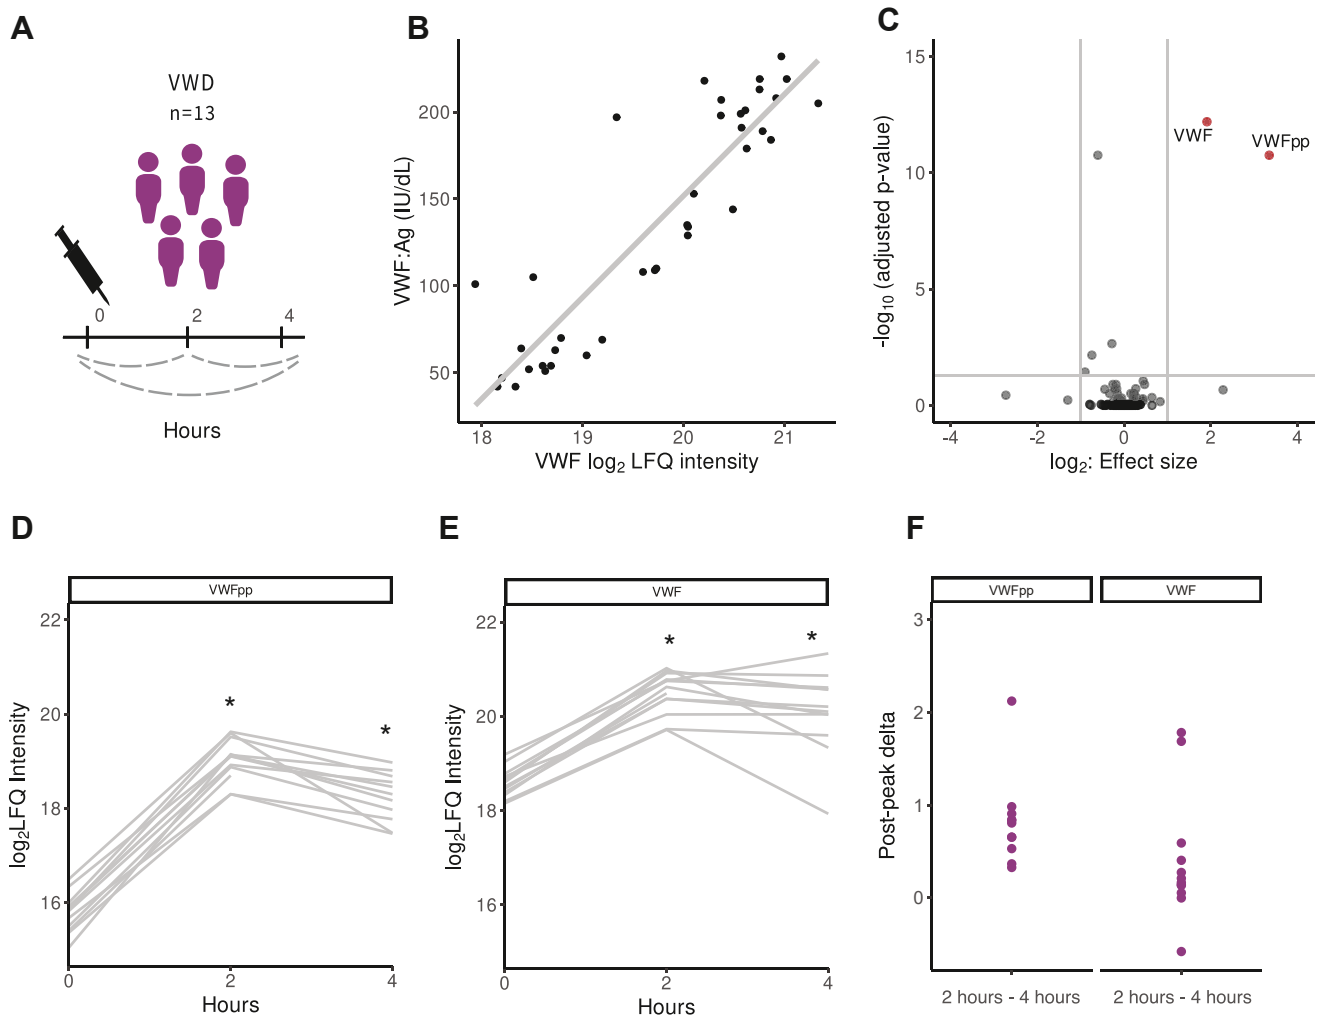 A
VWD
n=13
0 2 4
Hours
B
VWF:Ag (IU/dL)
200
150
100
50
18 19 20 21
VWF log₂ LFQ intensity
C
-log₁₀ (adjusted p-value)
15
10
5
0
VWF
VWFpp
-4 -2 0 2 4
log₂: Effect size
D
VWFpp
log₂LFQ Intensity
22
20
18
16
* *
0 2 4
Hours
E
VWF
log₂LFQ Intensity
22
20
18
16
* *
0 2 4
Hours
F
VWFpp VWF
Post-peak delta
3
2
1
0
2 hours - 4 hours 2 hours - 4 hours